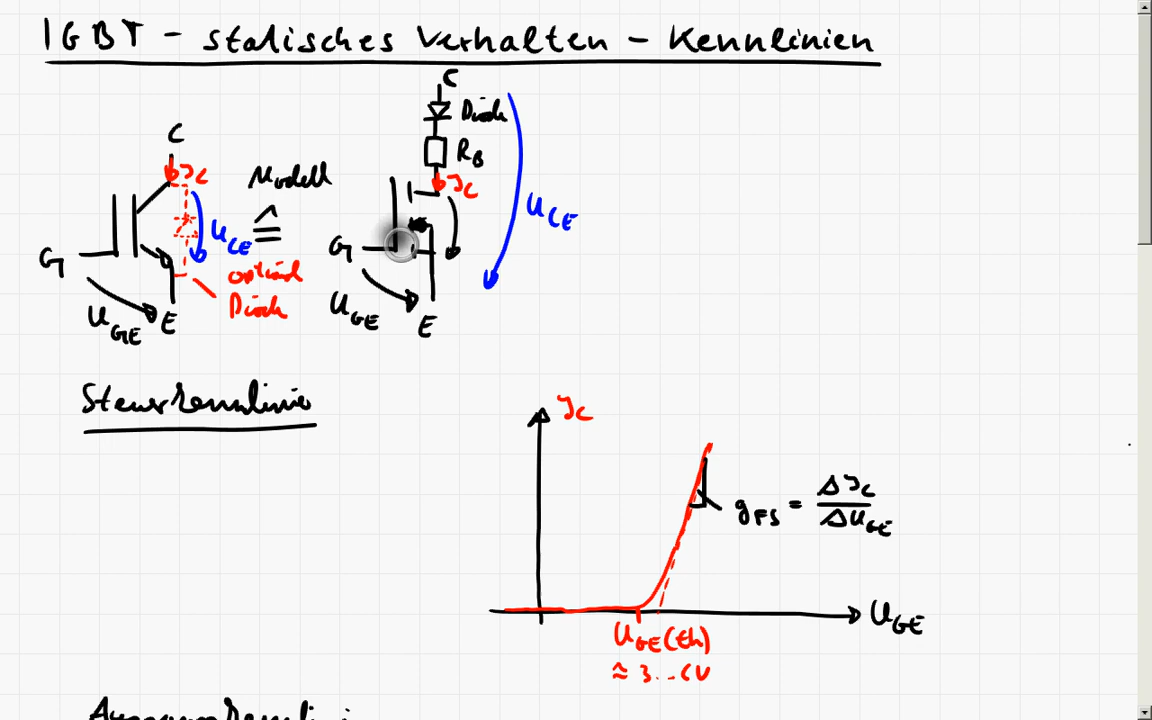 IGBT - statisches Verhalten - Kennlinien
C
Diode
R_B
I_C
U_CE
G
U_GE
E
C
I_C
U_CE
G
U_GE
E
optional
Diode
Modell
≙
Steuerkennlinie
I_C
g_FS = ΔI_C / ΔU_GE
U_GE
U_GE(th)
≈ 3...6V
Ausgangskennlini